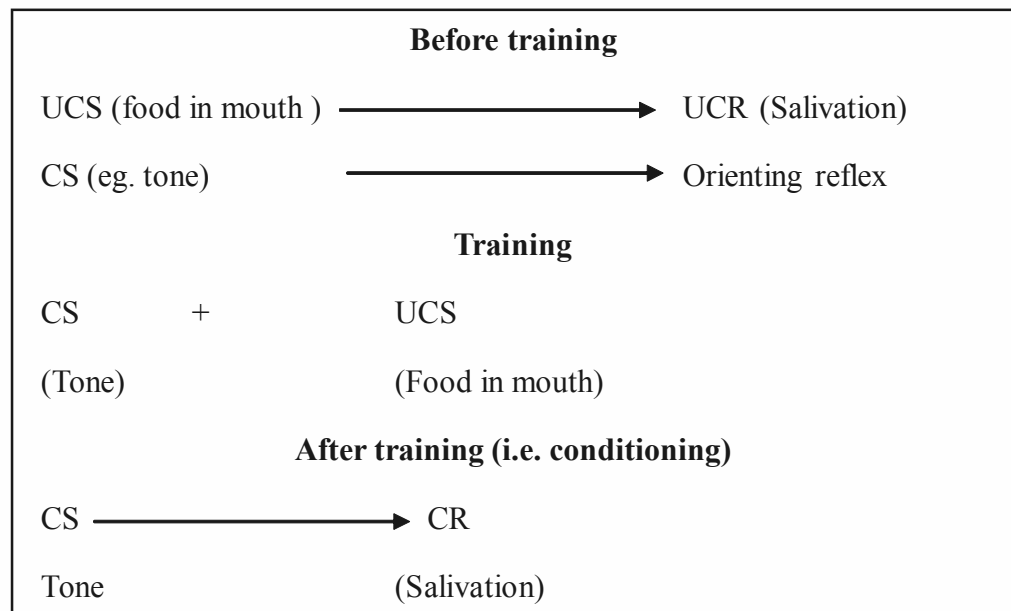 Before training
UCS (food in mouth ) UCR (Salivation)
CS (eg. tone) Orienting reflex
Training
CS + UCS
(Tone) (Food in mouth)
After training (i.e. conditioning)
CS CR
Tone (Salivation)